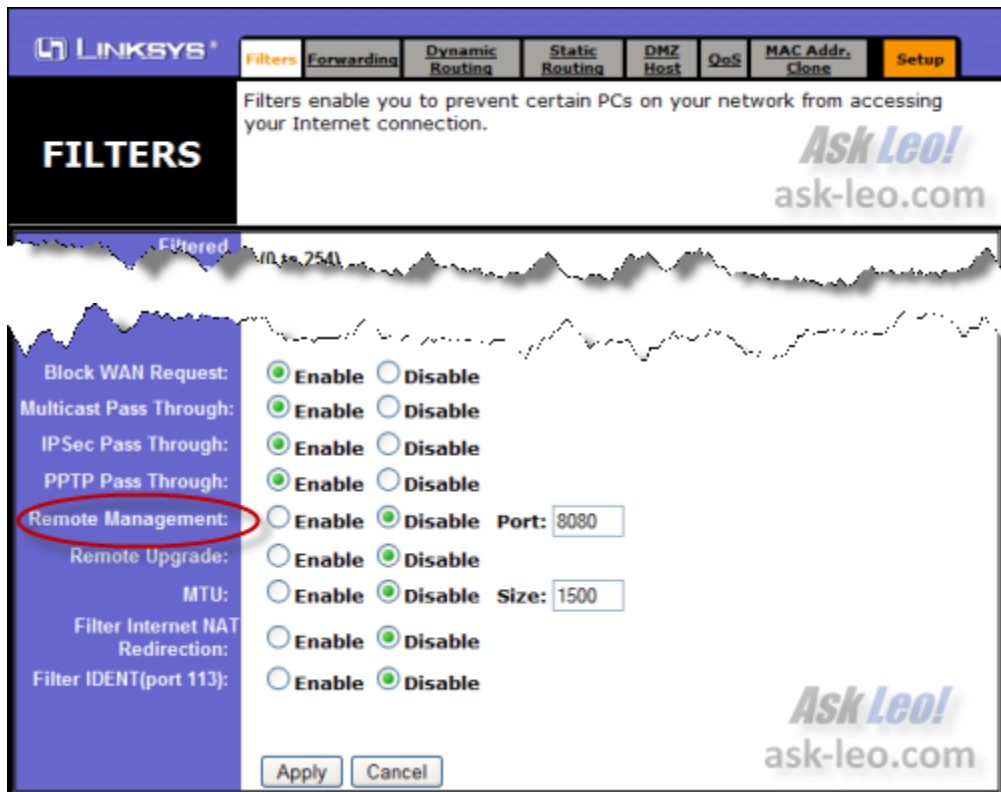 LINKSYS®
Filters Forwarding Dynamic Routing Static Routing DMZ Host QoS MAC Addr. Clone Setup
FILTERS
Filters enable you to prevent certain PCs on your network from accessing
your Internet connection.
Ask Leo!
ask-leo.com
Filtered (0 to 254)
Block WAN Request: Enable Disable
Multicast Pass Through: Enable Disable
IPSec Pass Through: Enable Disable
PPTP Pass Through: Enable Disable
Remote Management: Enable Disable Port: 8080
Remote Upgrade: Enable Disable
MTU: Enable Disable Size: 1500
Filter Internet NAT
Redirection: Enable Disable
Filter IDENT(port 113): Enable Disable
Ask Leo!
ask-leo.com
Apply Cancel